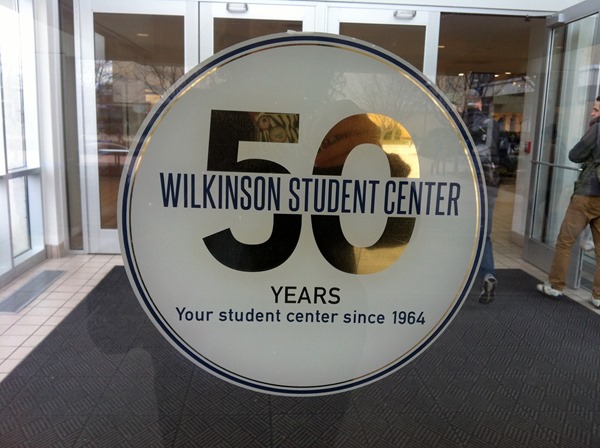 50
WILKINSON STUDENT CENTER
YEARS
Your student center since 1964